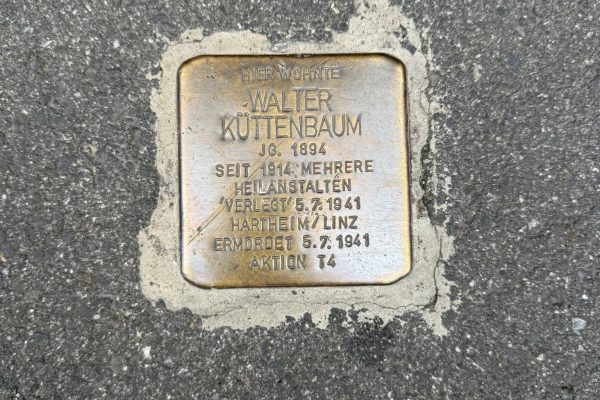 HIER WOHNTE
WALTER
KÜTTENBAUM
JG. 1894
SEIT 1914 MEHRERE
HEILANSTALTEN
'VERLEGT' 5.7.1941
HARTHEIM/LINZ
ERMORDET 5.7.1941
AKTION T4